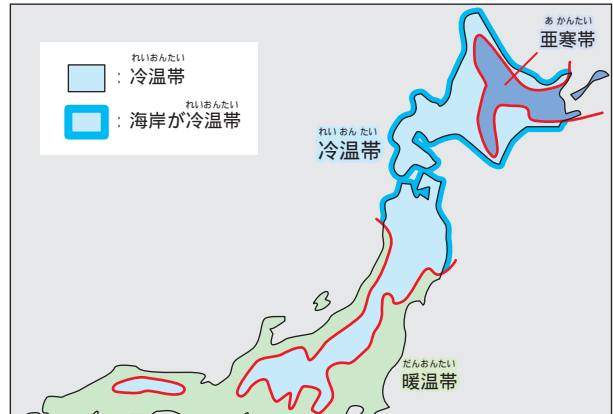 あかんたい
亜寒帯
れいおんたい
: 冷温帯
れいおんたい
: 海岸が冷温帯
れいおんたい
冷温帯
だんおんたい
暖温帯